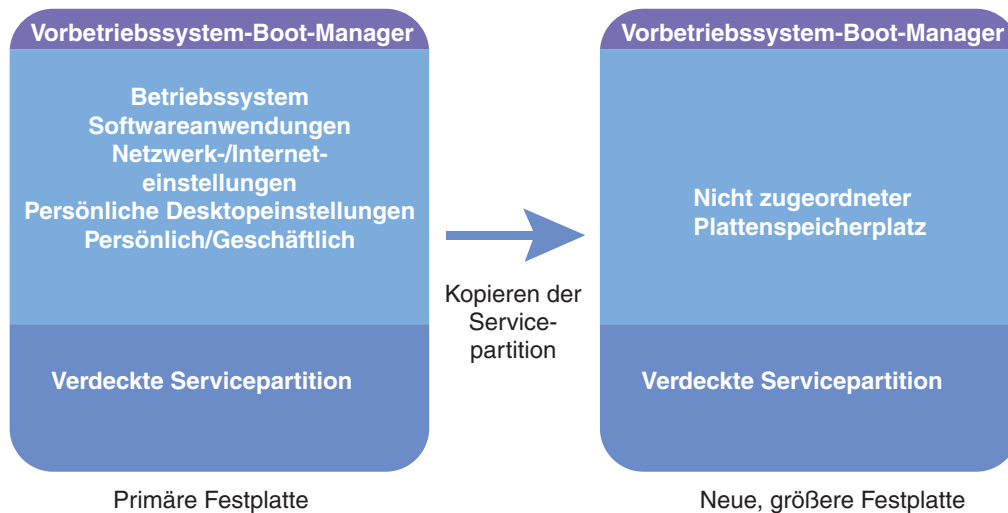 Vorbetriebssystem-Boot-Manager
Betriebssystem
Softwareanwendungen
Netzwerk-/Internet-
einstellungen
Persönliche Desktopeinstellungen
Persönlich/Geschäftlich
Verdeckte Servicepartition
Primäre Festplatte
Kopieren der
Service-
partition
Vorbetriebssystem-Boot-Manager
Nicht zugeordneter
Plattenspeicherplatz
Verdeckte Servicepartition
Neue, größere Festplatte